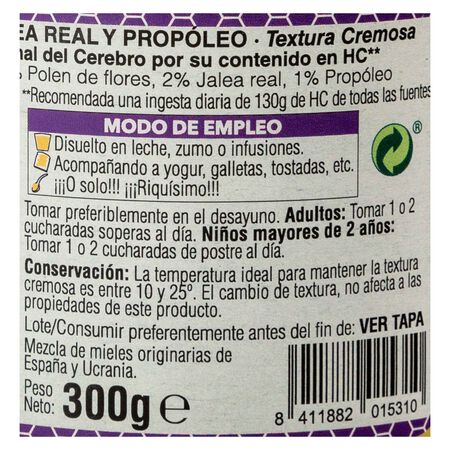 EA REAL Y PROPÓLEO · Textura Cremosa
nal del Cerebro por su contenido en HC**
Polen de flores, 2% Jalea real, 1% Propóleo
**Recomendada una ingesta diaria de 130g de HC de todas las fuentes
MODO DE EMPLEO
Disuelto en leche, zumo o infusiones.
Acompañando a yogur, galletas, tostadas, etc.
¡¡¡O solo!!! ¡¡¡Riquísimo!!!
®
Tomar preferiblemente en el desayuno. Adultos: Tomar 1 o 2
cucharadas soperas al día. Niños mayores de 2 años:
Tomar 1 o 2 cucharadas de postre al día.
Conservación: La temperatura ideal para mantener la textura
cremosa es entre 10 y 25º. El cambio de textura, no afecta a las
propiedades de este producto.
Lote/Consumir preferentemente antes del fin de: VER TAPA
Mezcla de mieles originarias de
España y Ucrania.
Peso
Neto: 300g e
8 411882 015310